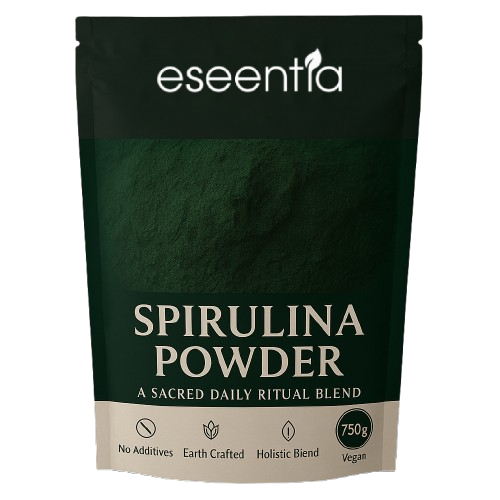 eseentia
SPIRULINA
POWDER
A SACRED DAILY RITUAL BLEND
750g
No Additives
Earth Crafted
Holistic Blend
Vegan